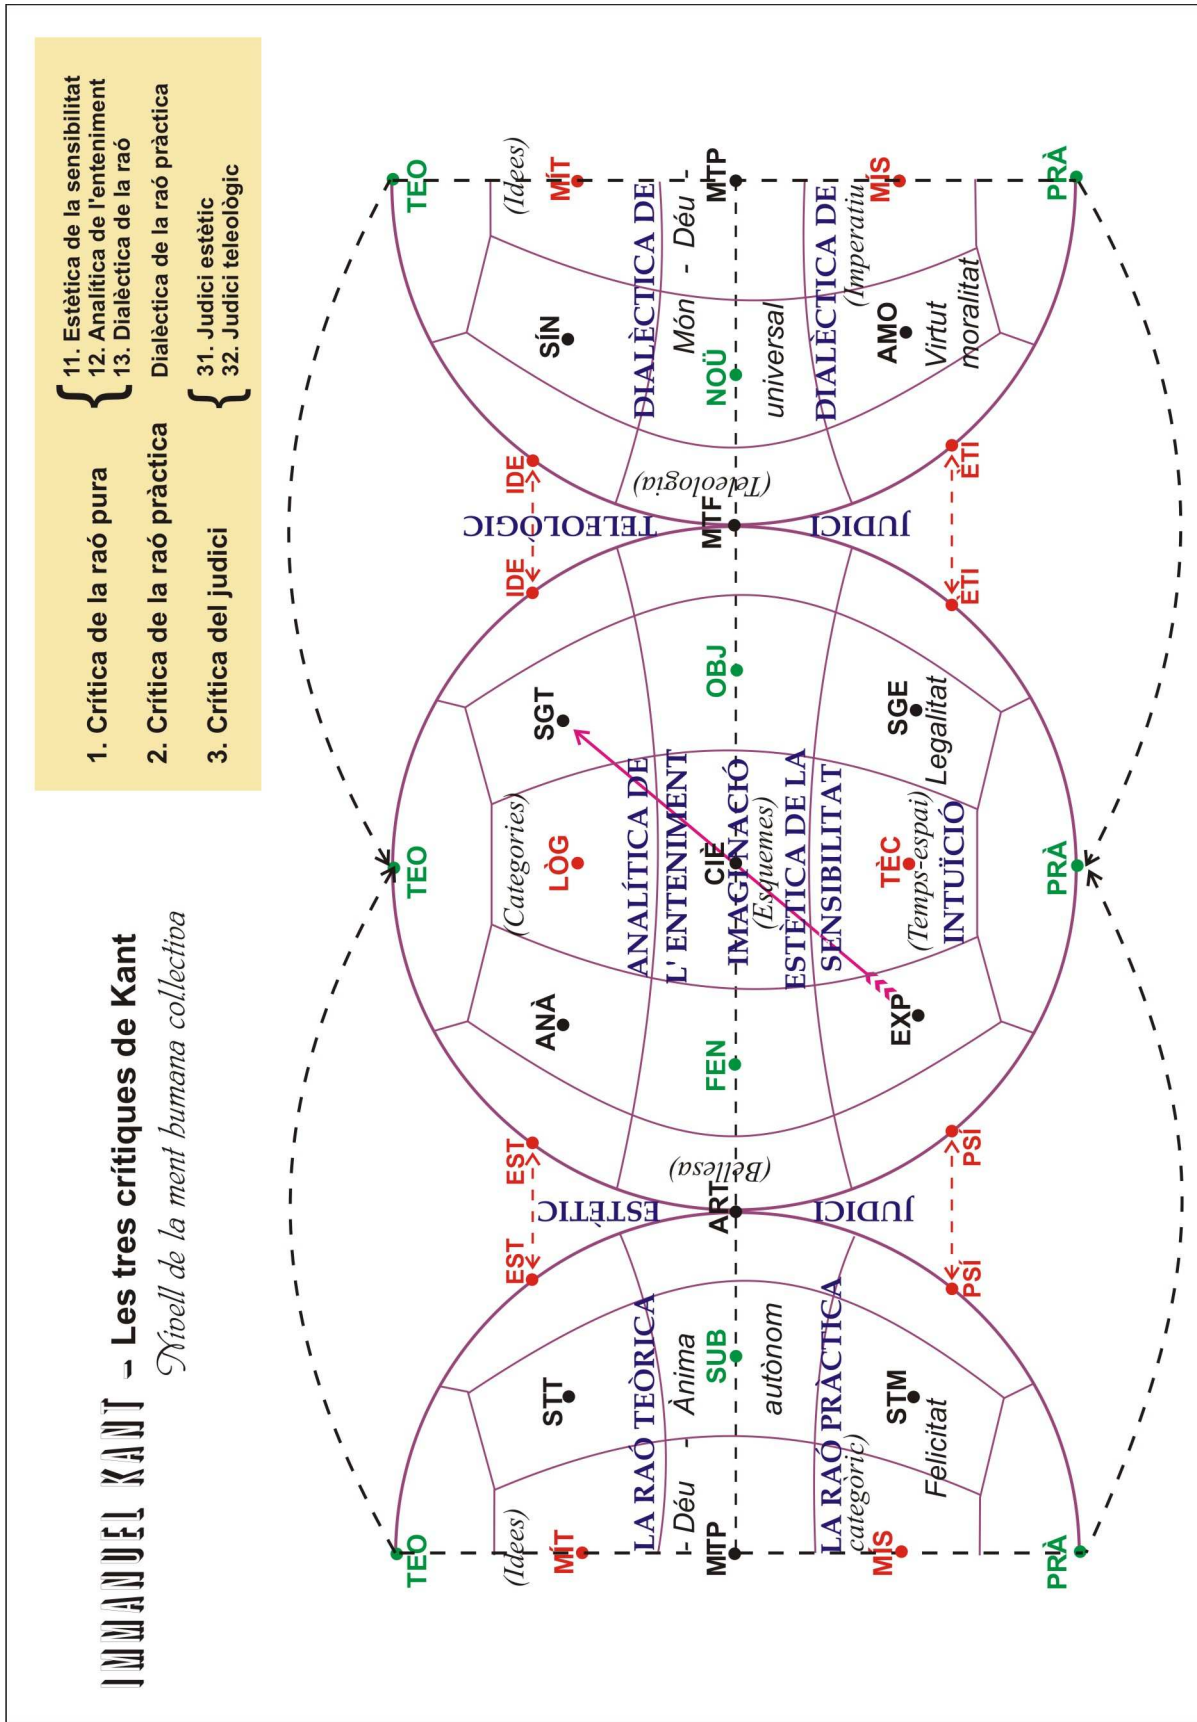 IMMANUEL KANT - Les tres crítiques de Kant
Nivell de la ment humana col.lectiva
1. Crítica de la raó pura
{
11. Estètica de la sensibilitat
12. Analítica de l'enteniment
13. Dialèctica de la raó
2. Crítica de la raó pràctica
Dialèctica de la raó pràctica
3. Crítica del judici
{
31. Judici estètic
32. Judici teleològic
TEO
TEO
TEO
(Idees)
(Categories)
(Idees)
MÍT
LÒG
MÍT
EST
EST
IDE
IDE
STT
ANÀ
SGT
SÍN
LA RAÓ TEÒRICA
ESTÈTIC
ANALÍTICA DE
L' ENTENIMENT
TELEOLÒGIC
DIALÈCTICA DE
- Déu - Ànima
(Bellesa)
(Teleologia)
Món - Déu -
MTP
SUB
ART
FEN
CIÈ
OBJ
MTF
NOÜ
MTP
IMAGINACIÓ
(Esquemes)
autònom
universal
ESTÈTICA DE LA
SENSIBILITAT
LA RAÓ PRÀCTICA
JUDICI
JUDICI
DIALÈCTICA DE
categòric)
(Imperatiu
MÍS
STM
EXP
TÈC
SGE
AMO
MÍS
Felicitat
(Temps-espai)
INTUÏCIÓ
Legalitat
Virtut
moralitat
PSÍ
PSÍ
ÈTI
ÈTI
PRÀ
PRÀ
PRÀ